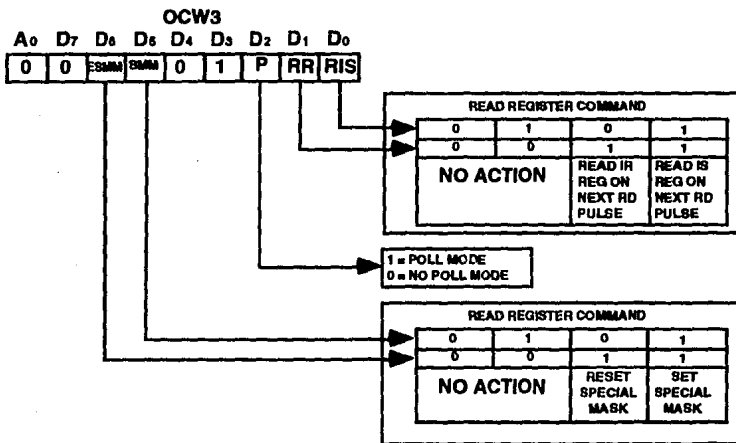 OCW3
A0 D7 D6 D5 D4 D3 D2 D1 D0
0 0 ESMM SMM 0 1 P RR RIS
READ REGISTER COMMAND
0 1 0 1
0 0 1 1
NO ACTION
READ IR
REG ON
NEXT RD
PULSE
READ IS
REG ON
NEXT RD
PULSE
1 = POLL MODE
0 = NO POLL MODE
READ REGISTER COMMAND
0 1 0 1
0 0 1 1
NO ACTION
RESET
SPECIAL
MASK
SET
SPECIAL
MASK